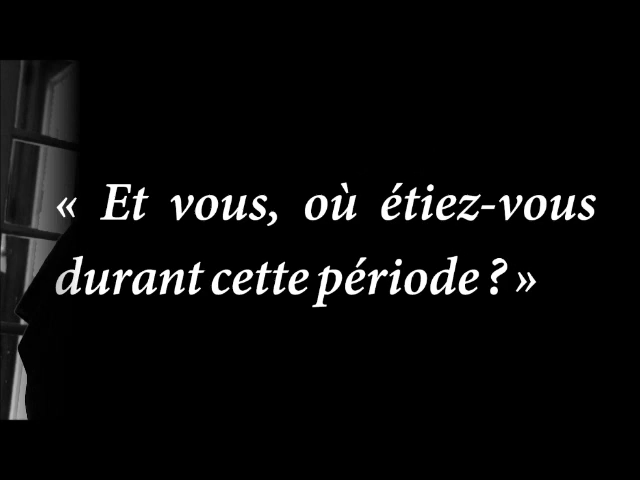 « Et vous, où étiez-vous
durant cette période ? »